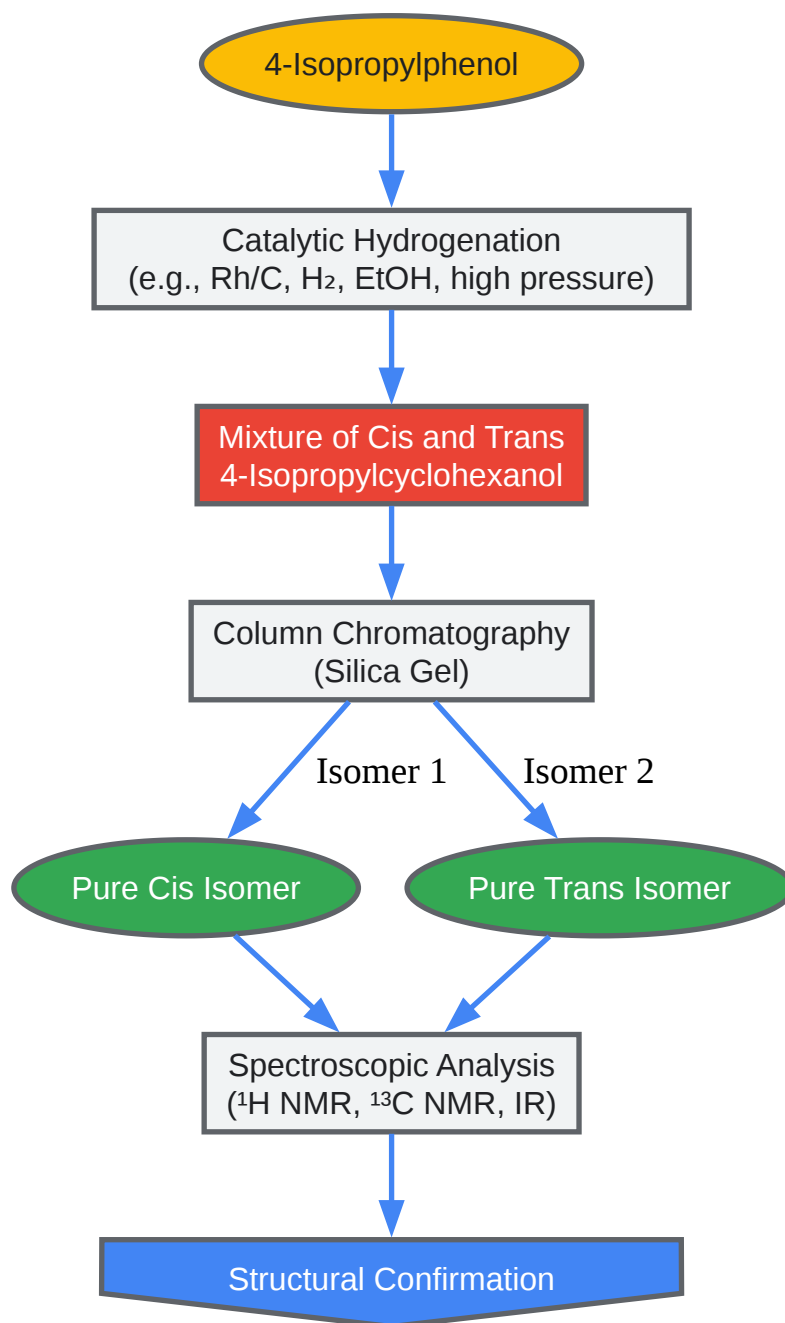 4-Isopropylphenol
Catalytic Hydrogenation
(e.g., Rh/C, H₂, EtOH, high pressure)
Mixture of Cis and Trans
4-Isopropylcyclohexanol
Column Chromatography
(Silica Gel)
Isomer 1
Isomer 2
Pure Cis Isomer
Pure Trans Isomer
Spectroscopic Analysis
(¹H NMR, ¹³C NMR, IR)
Structural Confirmation